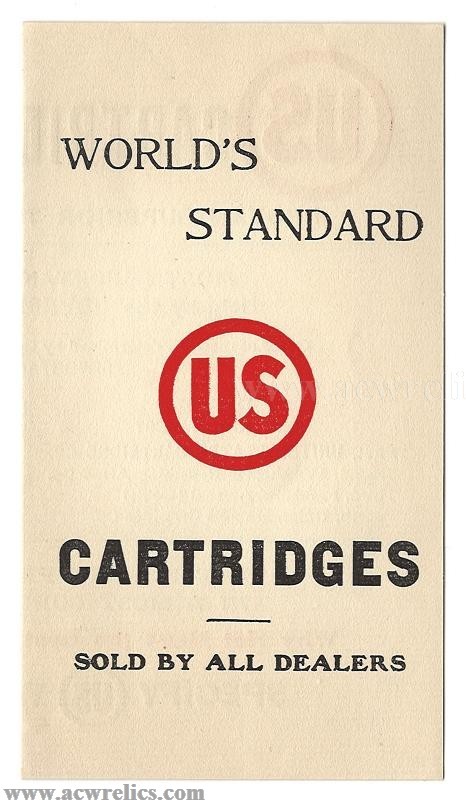 WORLD'S
STANDARD
US
CARTRIDGES
SOLD BY ALL DEALERS
www.acwrelics.com